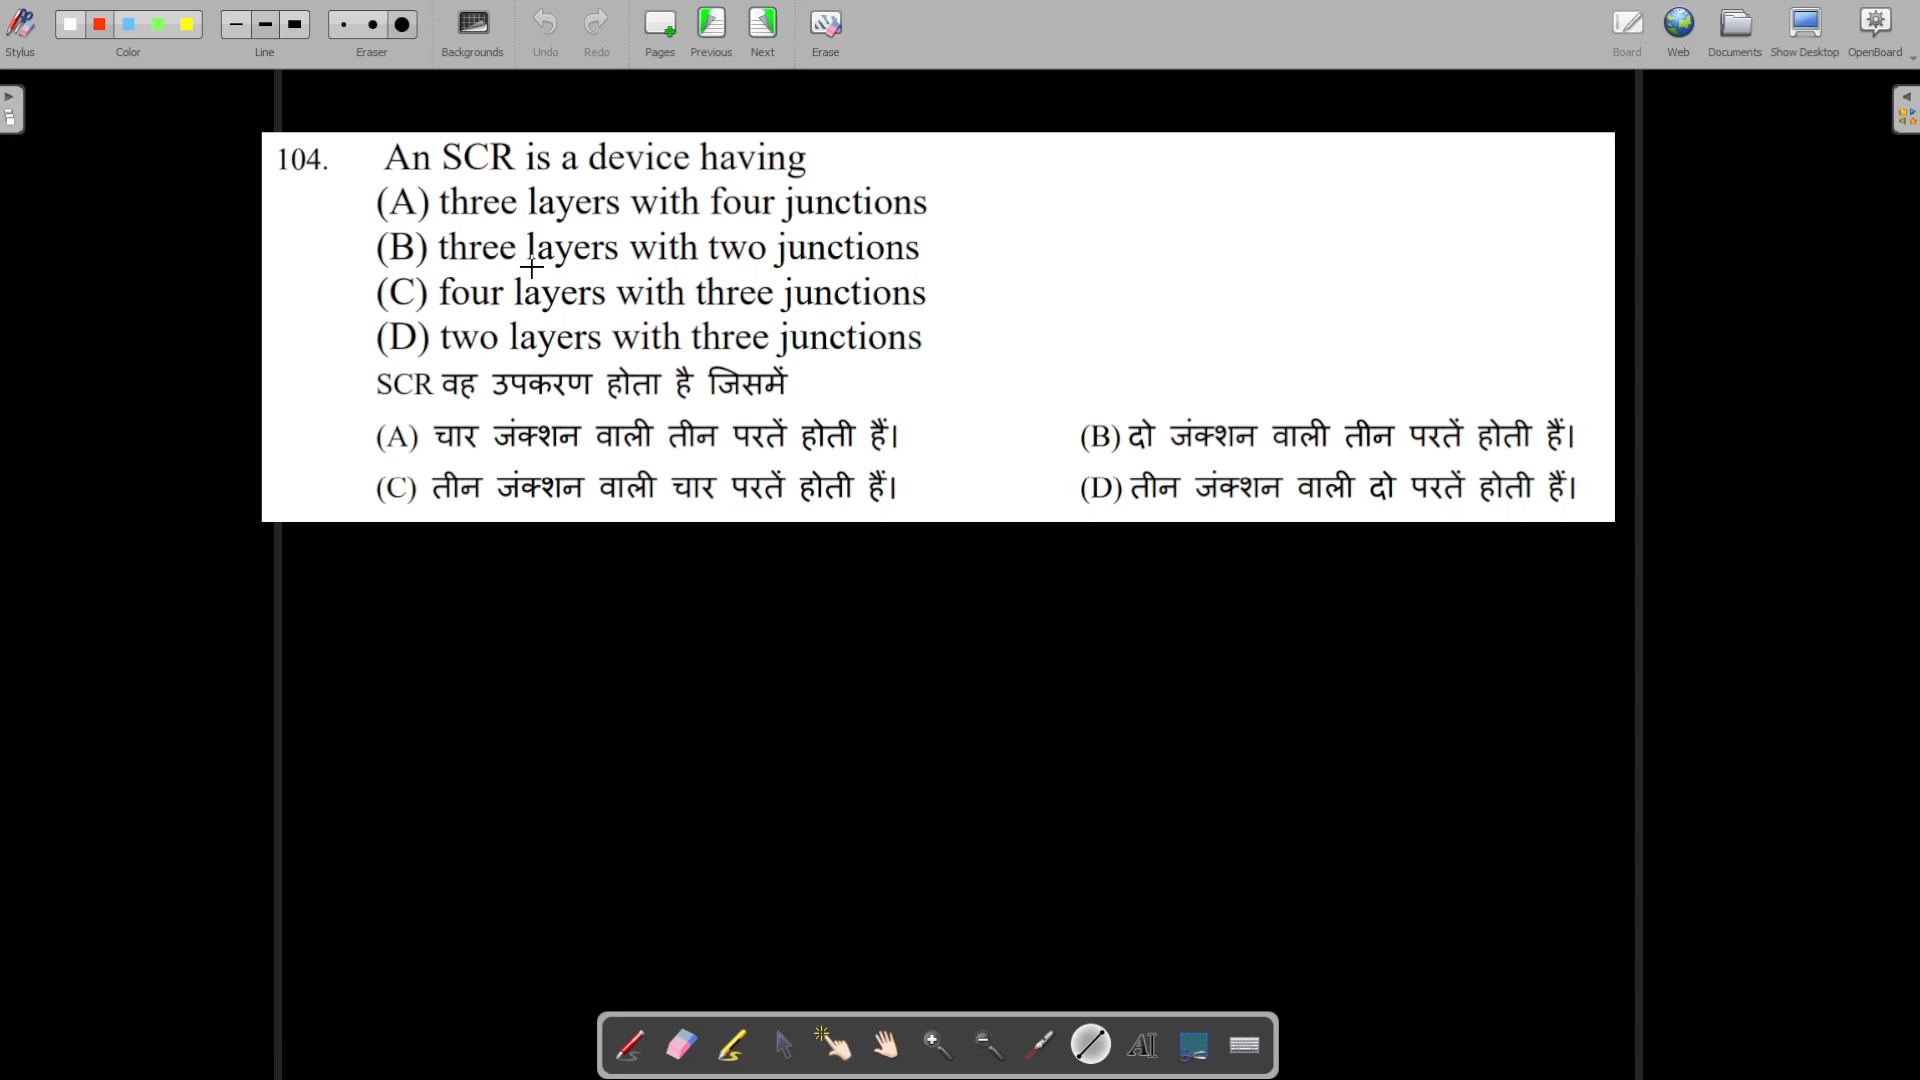 Stylus
Color
Line
Eraser
Backgrounds
Undo
Redo
Pages
Previous
Next
Erase
Board
Web
Documents
Show Desktop
OpenBoard
104. An SCR is a device having
(A) three layers with four junctions
(B) three layers with two junctions
(C) four layers with three junctions
(D) two layers with three junctions
SCR वह उपकरण होता है जिसमें
(A) चार जंक्शन वाली तीन परतें होती हैं। (B) दो जंक्शन वाली तीन परतें होती हैं।
(C) तीन जंक्शन वाली चार परतें होती हैं। (D) तीन जंक्शन वाली दो परतें होती हैं।
AI